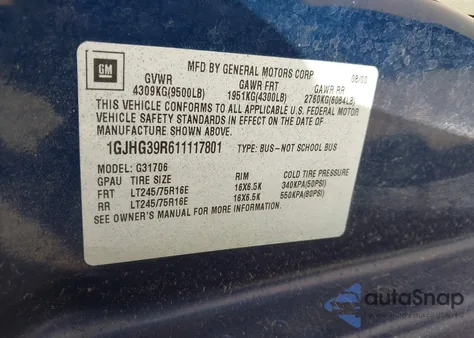 GM
MFD BY GENERAL MOTORS CORP 08/00
GVWR GAWR FRT GAWR RR
4309KG(9500LB) 1951KG(4300LB) 2760KG(6084LB)
THIS VEHICLE CONFORMS TO ALL APPLICABLE U.S. FEDERAL MOTOR
VEHICLE SAFETY STANDARDS IN EFFECT ON THE DATE OF
MANUFACTURE SHOWN ABOVE.
1GJHG39R611117801 TYPE: BUS-NOT SCHOOL BUS
MODEL: G31706
GPAU TIRE SIZE RIM COLD TIRE PRESSURE
FRT LT245/75R16E 16X6.5K 340KPA(50PSI)
RR LT245/75R16E 16X6.5K 550KPA(80PSI)
SEE OWNER'S MANUAL FOR MORE INFORMATION.
autoSnap